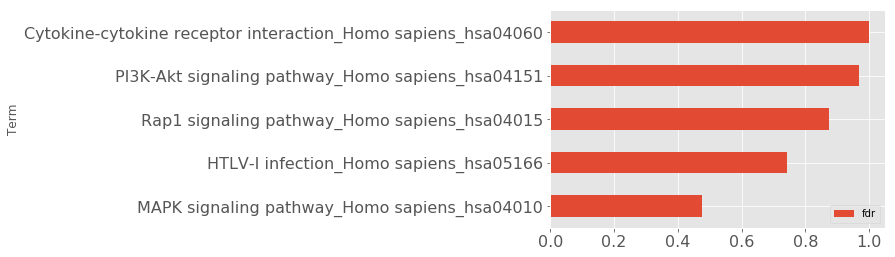 Cytokine-cytokine receptor interaction_Homo sapiens_hsa04060
PI3K-Akt signaling pathway_Homo sapiens_hsa04151
Rap1 signaling pathway_Homo sapiens_hsa04015
HTLV-I infection_Homo sapiens_hsa05166
MAPK signaling pathway_Homo sapiens_hsa04010
Term
fdr
0.0 0.2 0.4 0.6 0.8 1.0